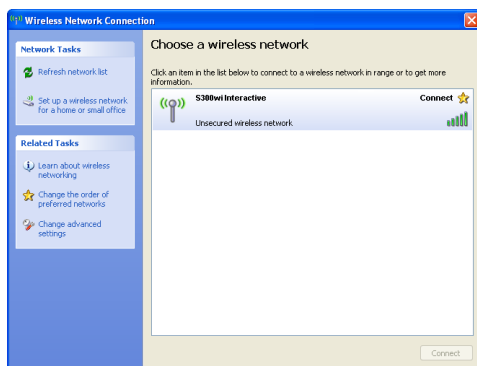 Wireless Network Connection
Network Tasks
Refresh network list
Set up a wireless network
for a home or small office
Related Tasks
Learn about wireless
networking
Change the order of
preferred networks
Change advanced
settings
Choose a wireless network
Click an item in the list below to connect to a wireless network in range or to get more
information.
S300wi Interactive
Connect
Unsecured wireless network
Connect